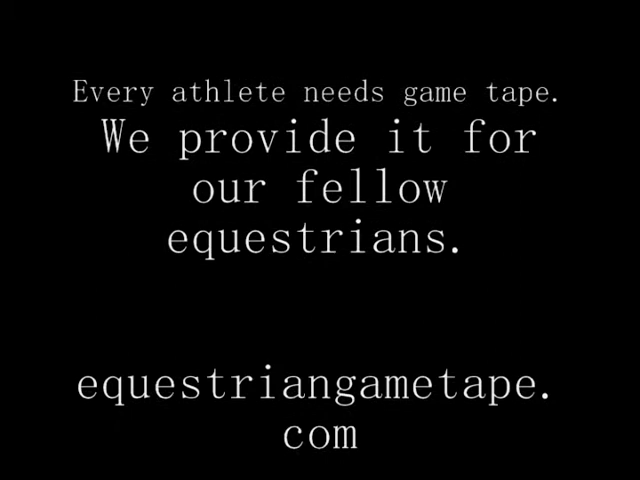 Every athlete needs game tape.
We provide it for
our fellow
equestrians.
equestriangametape.
com